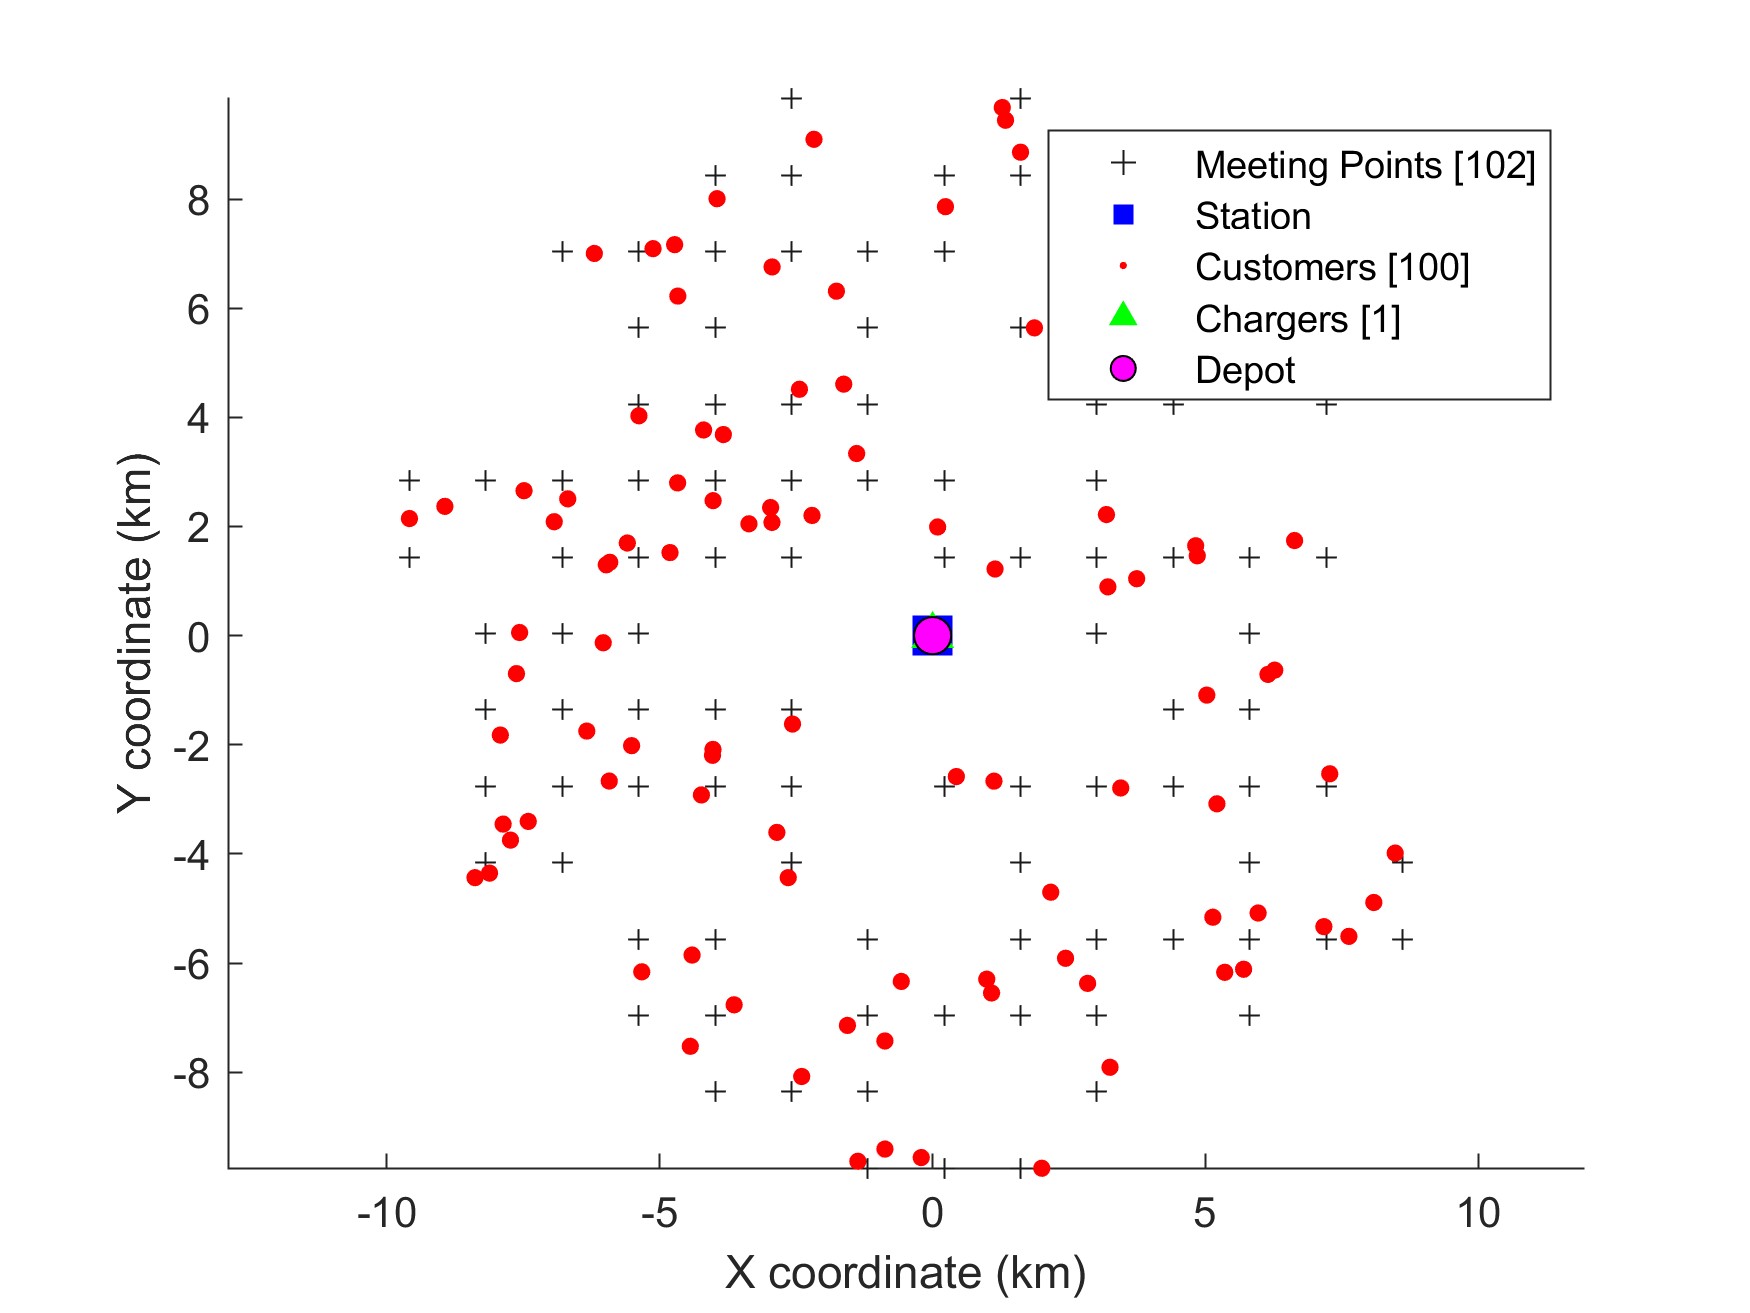 Meeting Points [102]
Station
Customers [100]
Chargers [1]
Depot
8
6
4
2
0
-2
-4
-6
-8
Y coordinate (km)
-10
-5
0
5
10
X coordinate (km)